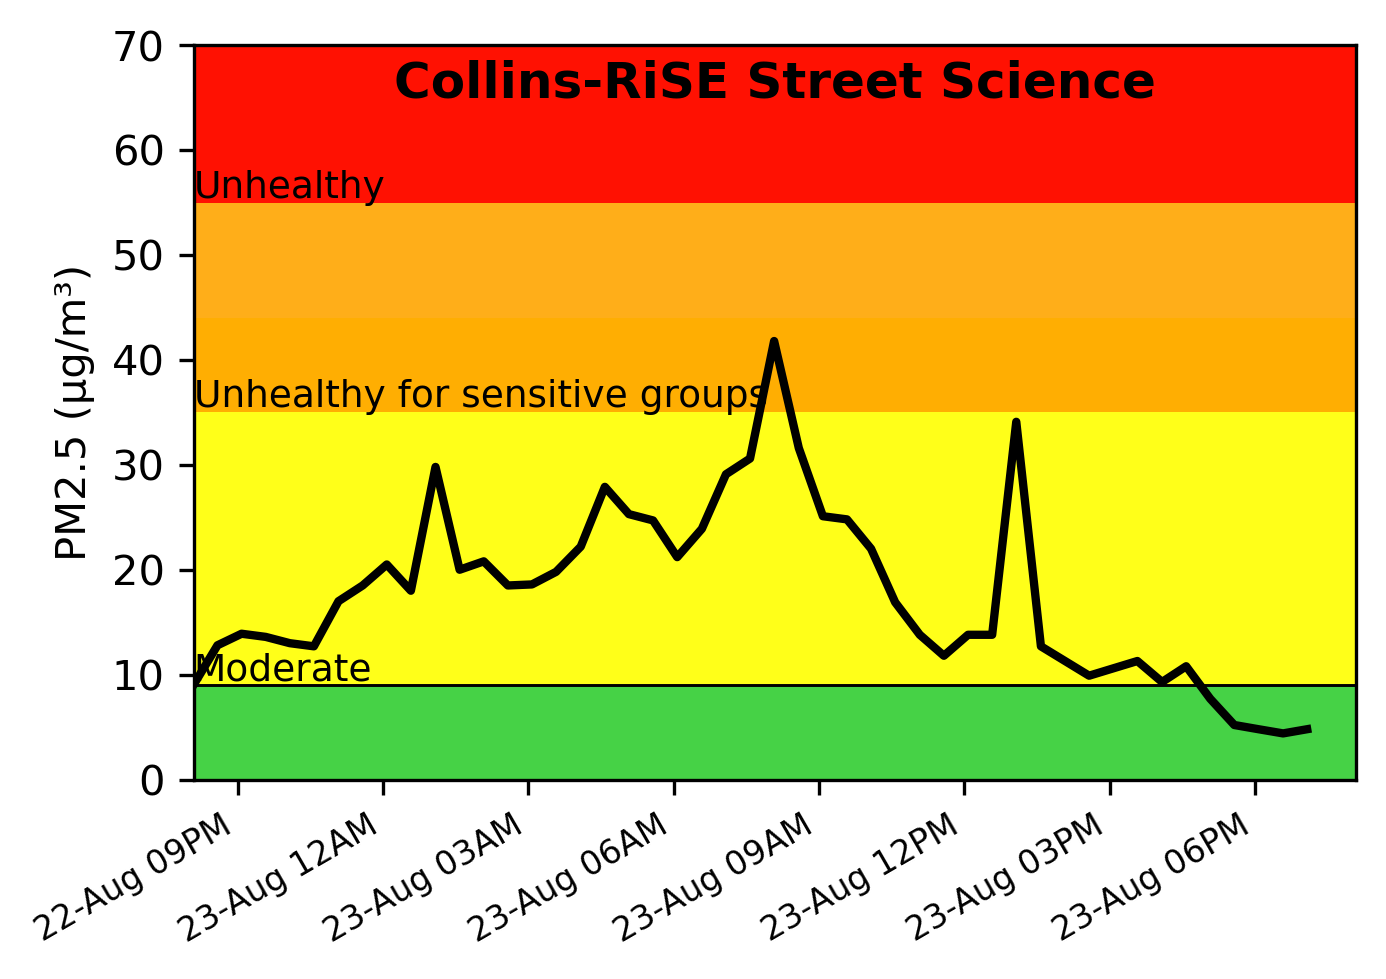 Collins-RiSE Street Science
70
60
Unhealthy
50
40
Unhealthy for sensitive groups
30
20
10
Moderate
0
PM2.5 (µg/m³)
22-Aug 09PM
23-Aug 12AM
23-Aug 03AM
23-Aug 06AM
23-Aug 09AM
23-Aug 12PM
23-Aug 03PM
23-Aug 06PM